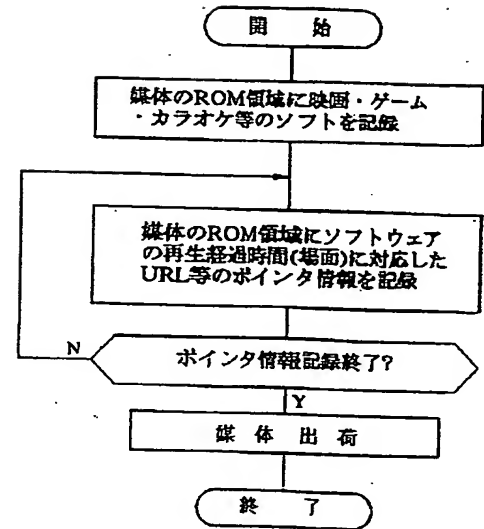 開 始
媒体のROM領域に映画・ゲーム
・カラオケ等のソフトを記録
媒体のROM領域にソフトウェア
の再生経過時間(場面)に対応した
URL等のポインタ情報を記録
N
ポインタ情報記録終了?
Y
媒 体 出 荷
終 了